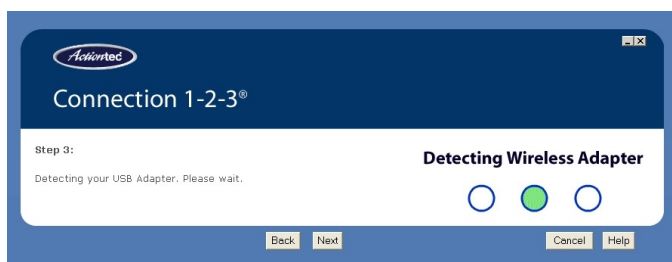 Actiontec
Connection 1-2-3®
Step 3:
Detecting your USB Adapter. Please wait.
Detecting Wireless Adapter
Back Next Cancel Help